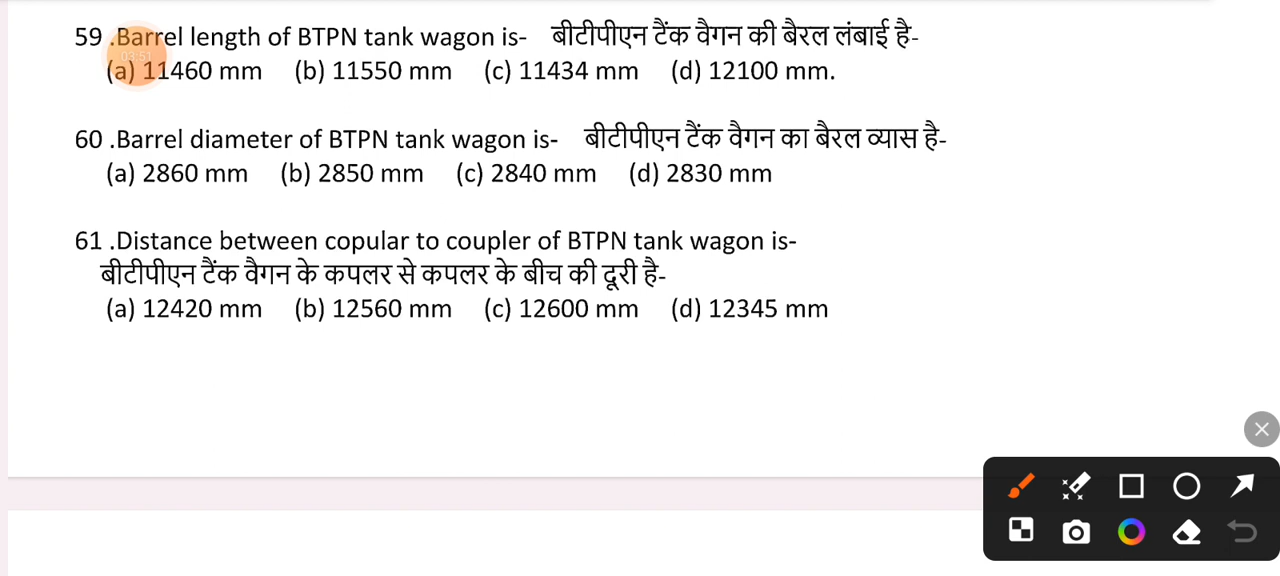 59 .Barrel length of BTPN tank wagon is- बीटीपीएन टैंक वैगन की बैरल लंबाई है-
03:51
(a) 11460 mm (b) 11550 mm (c) 11434 mm (d) 12100 mm.
60 .Barrel diameter of BTPN tank wagon is- बीटीपीएन टैंक वैगन का बैरल व्यास है-
(a) 2860 mm (b) 2850 mm (c) 2840 mm (d) 2830 mm
61 .Distance between copular to coupler of BTPN tank wagon is-
बीटीपीएन टैंक वैगन के कपलर से कपलर के बीच की दूरी है-
(a) 12420 mm (b) 12560 mm (c) 12600 mm (d) 12345 mm